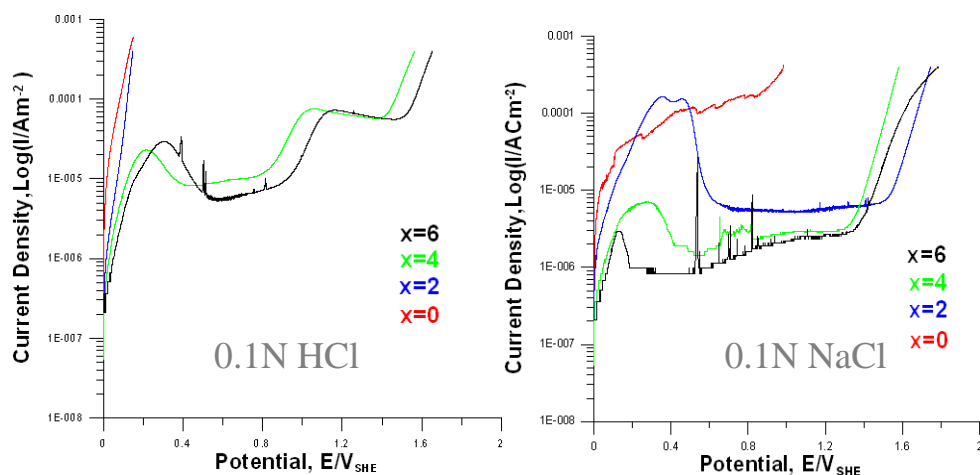 Current Density,Log(I/Am-2)
0.001
0.0001
1E-005
1E-006
1E-007
1E-008
x=6
x=4
x=2
x=0
0.1N HCl
0 0.4 0.8 1.2 1.6 2
Potential, E/VSHE
Current Density,Log(I/ACm-2)
0.001
0.0001
1E-005
1E-006
1E-007
1E-008
x=6
x=4
x=2
x=0
0.1N NaCl
0 0.4 0.8 1.2 1.6 2
Potential, E/VSHE